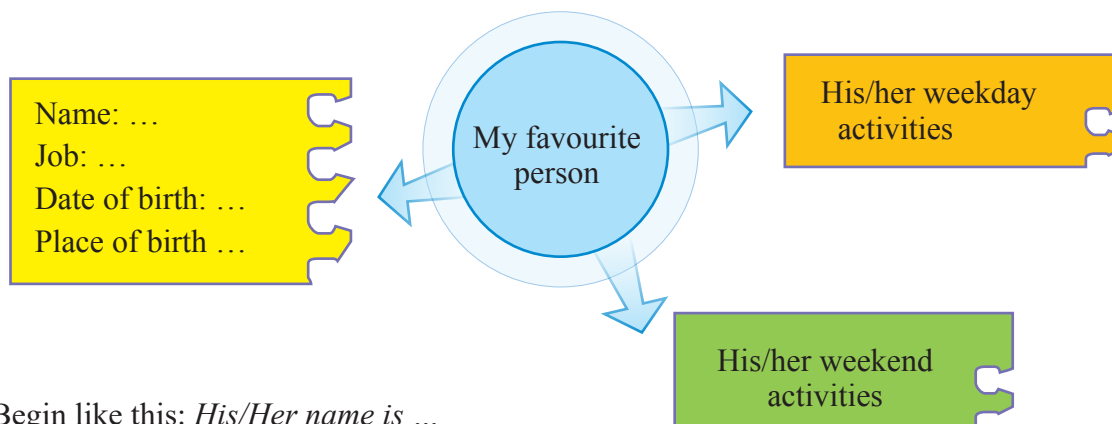 Name: …
Job: …
Date of birth: …
Place of birth …
My favourite
person
His/her weekday
activities
His/her weekend
activities
Begin like this: His/Her name is …